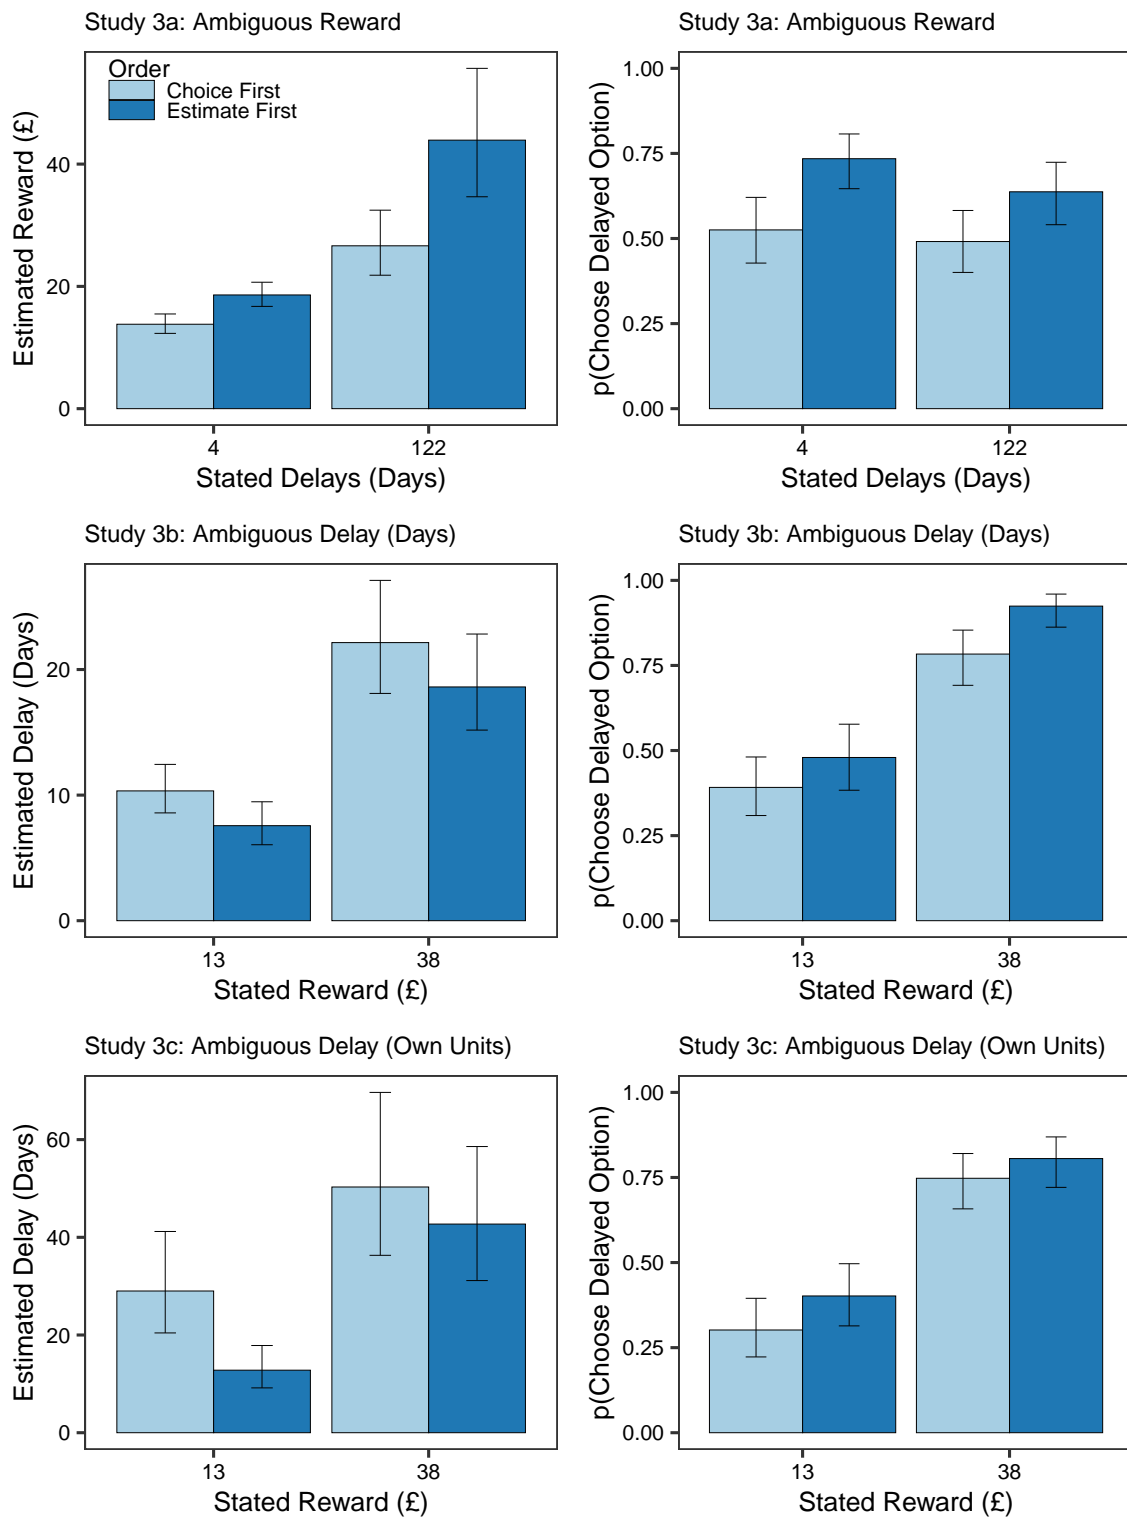 Study 3a: Ambiguous Reward
Order
Choice First
Estimate First
Estimated Reward (£)
40
20
0
4
122
Stated Delays (Days)
Study 3a: Ambiguous Reward
p(Choose Delayed Option)
1.00
0.75
0.50
0.25
0.00
4
122
Stated Delays (Days)
Study 3b: Ambiguous Delay (Days)
Estimated Delay (Days)
20
10
0
13
38
Stated Reward (£)
Study 3b: Ambiguous Delay (Days)
p(Choose Delayed Option)
1.00
0.75
0.50
0.25
0.00
13
38
Stated Reward (£)
Study 3c: Ambiguous Delay (Own Units)
Estimated Delay (Days)
60
40
20
0
13
38
Stated Reward (£)
Study 3c: Ambiguous Delay (Own Units)
p(Choose Delayed Option)
1.00
0.75
0.50
0.25
0.00
13
38
Stated Reward (£)